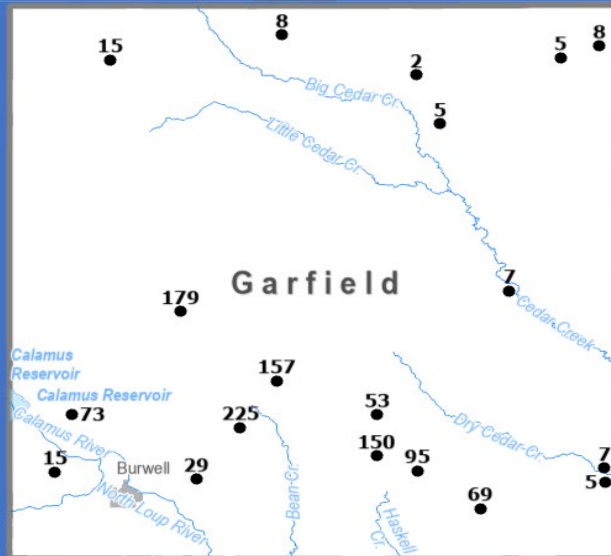 8
8
15
5
2
Big Cedar Cr.
5
Little Cedar Cr.
7
Garfield
179
Cedar Creek
Calamus
Reservoir
157
Calamus Reservoir
53
73
225
Calamus River
Dry Cedar Cr.
150
7
15
Burwell
29
95
5
Bean Cr.
69
North Loup River
Haskell
Cr.